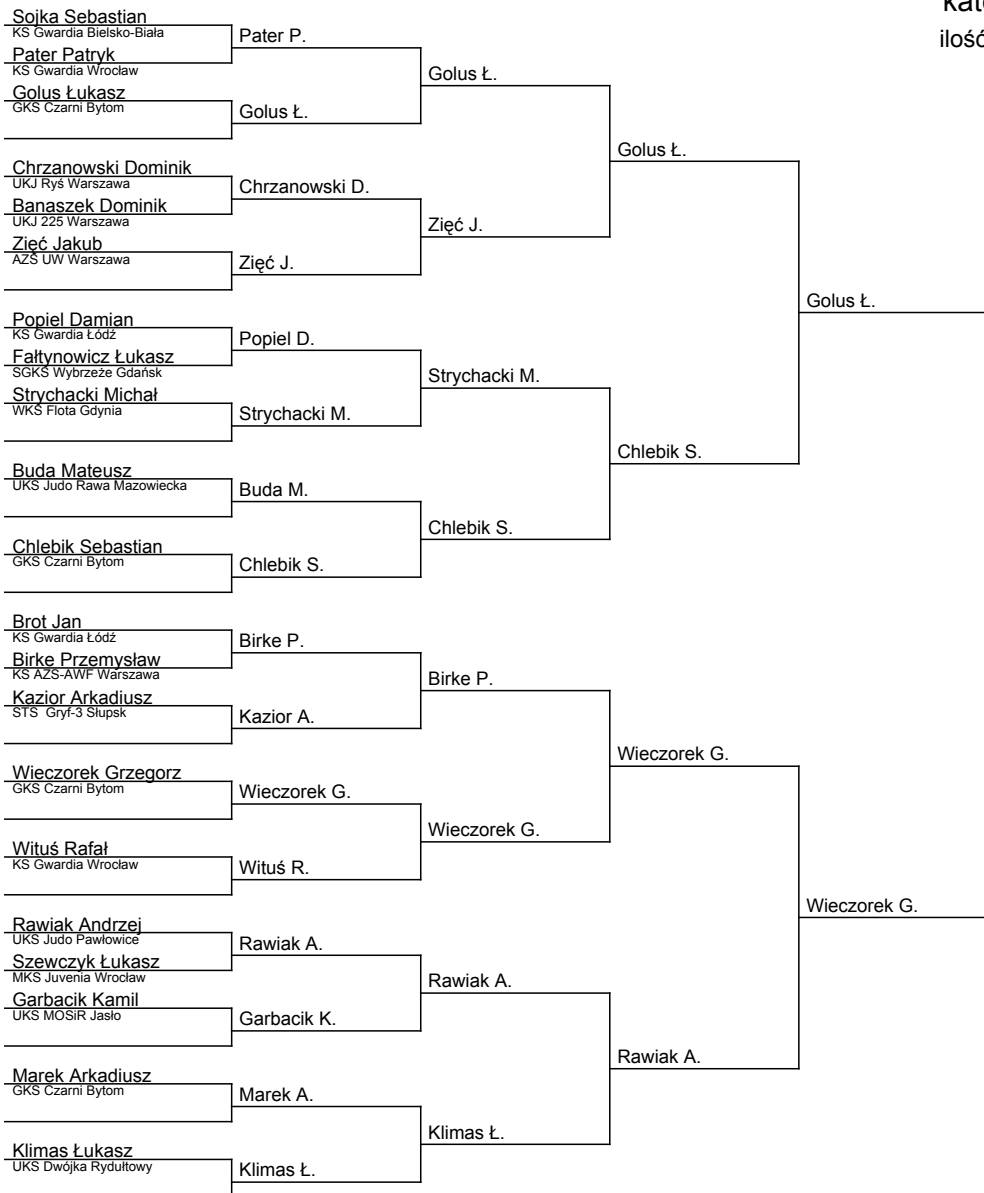 kate
ilość
Sojka Sebastian
KS Gwardia Bielsko-Biała
Pater Patryk
KS Gwardia Wrocław
Golus Łukasz
GKS Czarni Bytom
Chrzanowski Dominik
UKJ Ryś Warszawa
Banaszek Dominik
UKJ 225 Warszawa
Zięć Jakub
AZS UW Warszawa
Popiel Damian
KS Gwardia Łódź
Fałtynowicz Łukasz
SGKS Wybrzeże Gdańsk
Strychacki Michał
WKS Flota Gdynia
Buda Mateusz
UKS Judo Rawa Mazowiecka
Chlebik Sebastian
GKS Czarni Bytom
Brot Jan
KS Gwardia Łódź
Birke Przemysław
KS AZS-AWF Warszawa
Kazior Arkadiusz
STS Gryf-3 Słupsk
Wieczorek Grzegorz
GKS Czarni Bytom
Wituś Rafał
KS Gwardia Wrocław
Rawiak Andrzej
UKS Judo Pawłowice
Szewczyk Łukasz
MKS Juvenia Wrocław
Garbacik Kamil
UKS MOSiR Jasło
Marek Arkadiusz
GKS Czarni Bytom
Klimas Łukasz
UKS Dwójka Rydułtowy
Pater P.
Golus Ł.
Chrzanowski D.
Zięć J.
Popiel D.
Strychacki M.
Buda M.
Chlebik S.
Birke P.
Kazior A.
Wieczorek G.
Wituś R.
Rawiak A.
Garbacik K.
Marek A.
Klimas Ł.
Golus Ł.
Zięć J.
Strychacki M.
Chlebik S.
Birke P.
Wieczorek G.
Rawiak A.
Klimas Ł.
Golus Ł.
Chlebik S.
Wieczorek G.
Rawiak A.
Golus Ł.
Wieczorek G.